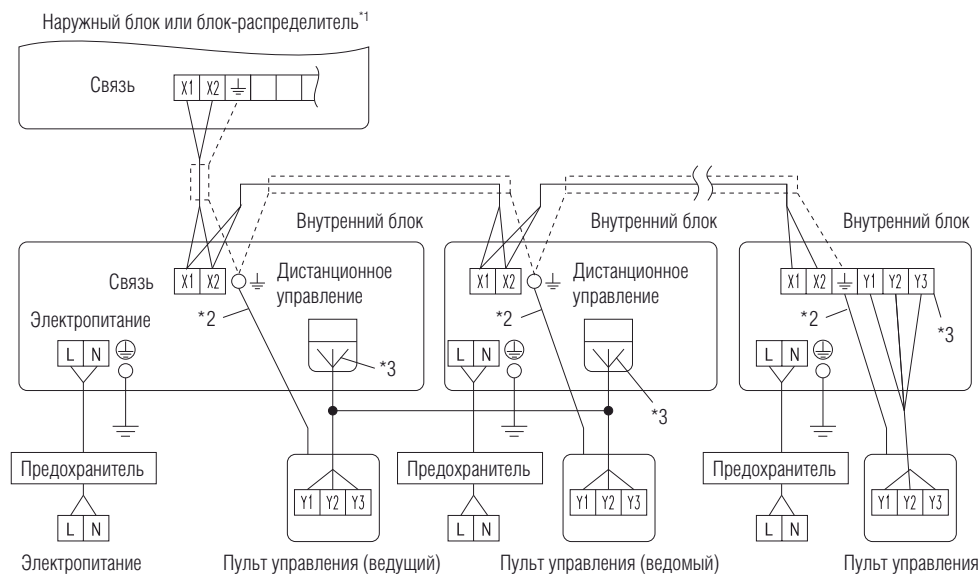 Наружный блок или блок-распределитель*1
Связь X1 X2
Внутренний блок Внутренний блок Внутренний блок
Связь X1 X2 Дистанционное управление X1 X2 Дистанционное управление X1 X2 Y1 Y2 Y3
*2 *2 *2 *3
Электропитание
L N *3 L N *3 L N
Предохранитель Предохранитель Предохранитель
Y1 Y2 Y3 Y1 Y2 Y3 Y1 Y2 Y3
L N L N L N
Электропитание Пульт управления (ведущий) Пульт управления (ведомый) Пульт управления